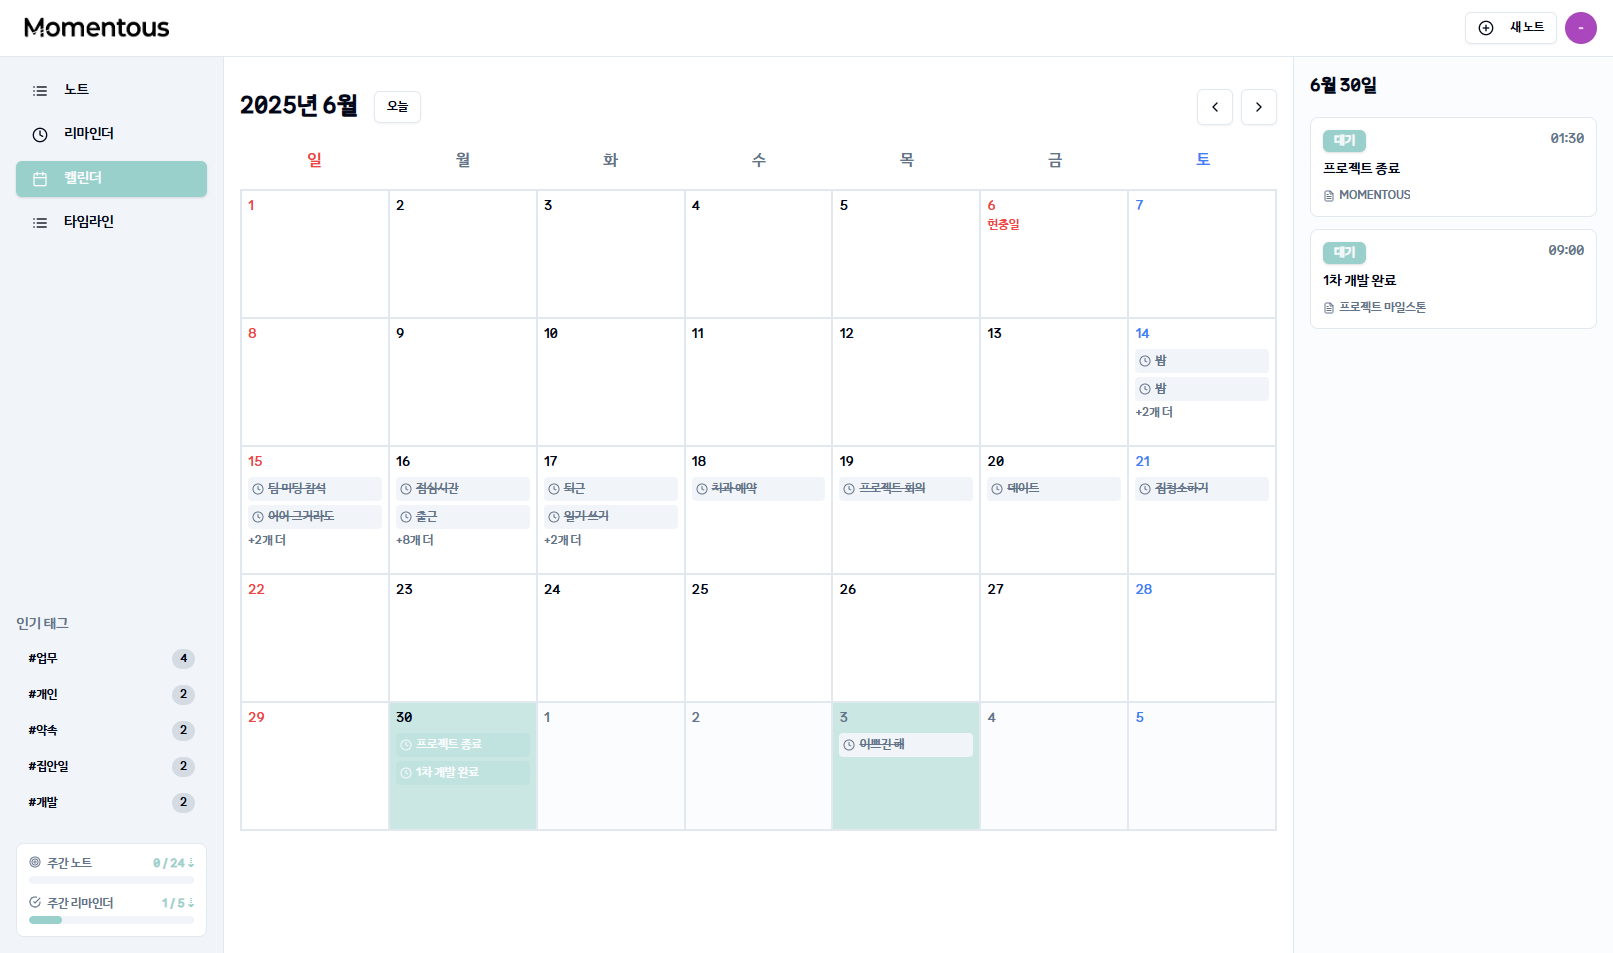 Momentous
새 노트
-
노트
리마인더
캘린더
타임라인
인기 태그
#업무 4
#개인 2
#약속 2
#집안일 2
#개발 2
주간 노트 0 / 24
주간 리마인더 1 / 5
2025년 6월 오늘
일 월 화 수 목 금 토
1 2 3 4 5 6 7
현충일
8 9 10 11 12 13 14
밤
밤
+2개 더
15 16 17 18 19 20 21
팀 미팅 참석 점심시간 퇴근 치과 예약 프로젝트 회의 데이트 집청소하기
어어 그거라도 출근 일기 쓰기
+2개 더 +8개 더 +2개 더
22 23 24 25 26 27 28
29 30 1 2 3 4 5
프로젝트 종료 이쁘긴 해
1차 개발 완료
6월 30일
대기 01:30
프로젝트 종료
MOMENTOUS
대기 09:00
1차 개발 완료
프로젝트 마일스톤